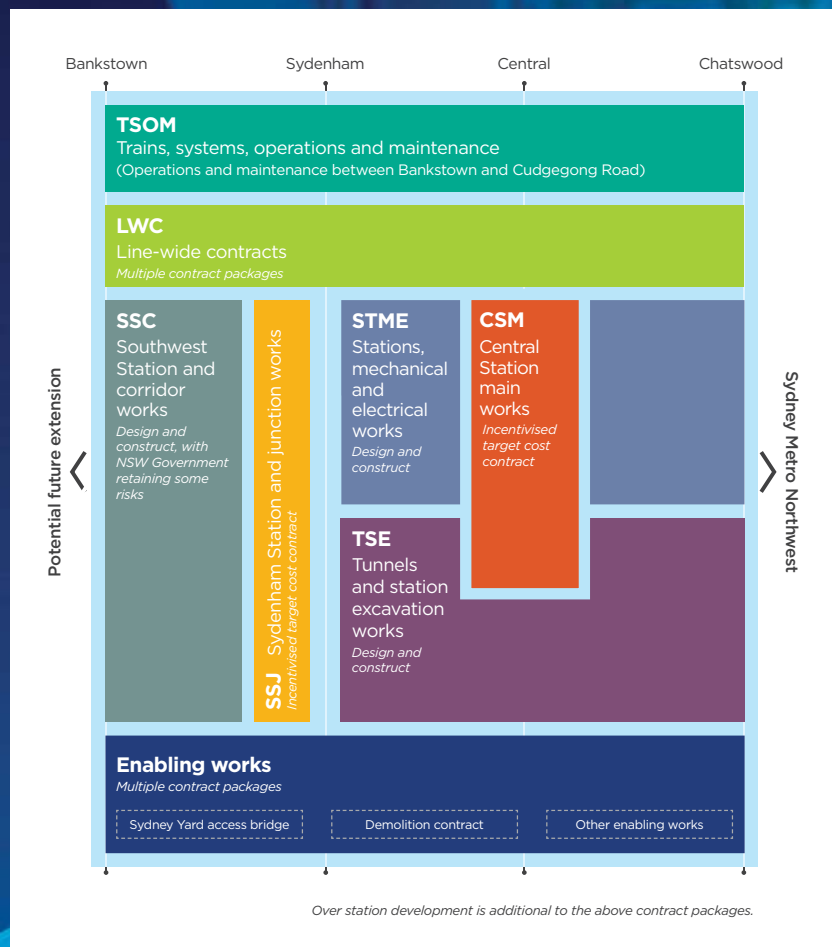 Bankstown
Sydenham
Central
Chatswood
TSOM
Trains, systems, operations and maintenance
(Operations and maintenance between Bankstown and Cudgegong Road)
LWC
Line-wide contracts
Multiple contract packages
SSC
Southwest
Station and
corridor
works
Design and
construct, with
NSW Government
retaining some
risks
SSJ Sydenham Station and junction works
Incentivised target cost contract
STME
Stations,
mechanical
and
electrical
works
Design and
construct
CSM
Central
Station
main
works
Incentivised
target cost
contract
TSE
Tunnels
and station
excavation
works
Design and
construct
Potential future extension
Sydney Metro Northwest
Enabling works
Multiple contract packages
Sydney Yard access bridge
Demolition contract
Other enabling works
Over station development is additional to the above contract packages.